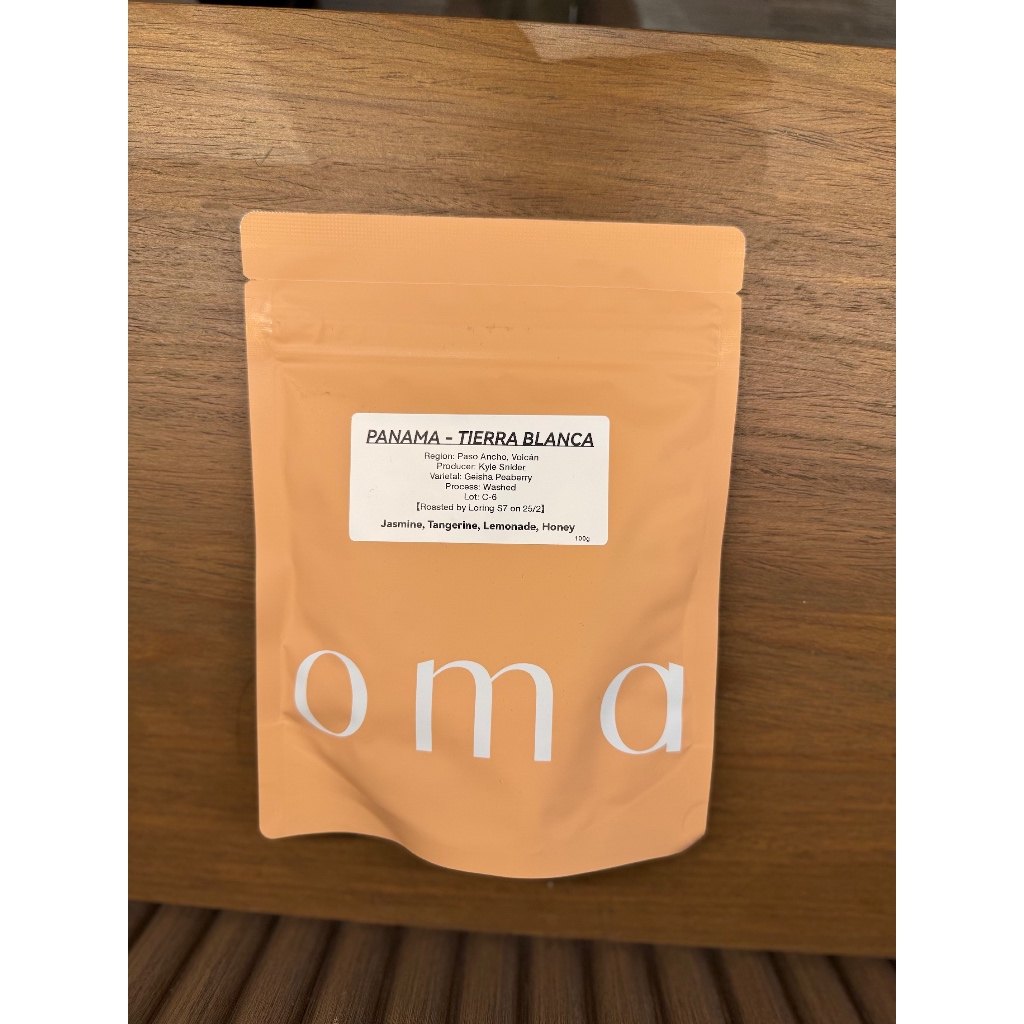 PANAMA - TIERRA BLANCA
Region: Paso Ancho, Volcán
Producer: Kyle Snider
Varietal: Geisha Peaberry
Process: Washed
Lot: C-6
【Roasted by Loring S7 on 25/2】
Jasmine, Tangerine, Lemonade, Honey
100g
oma